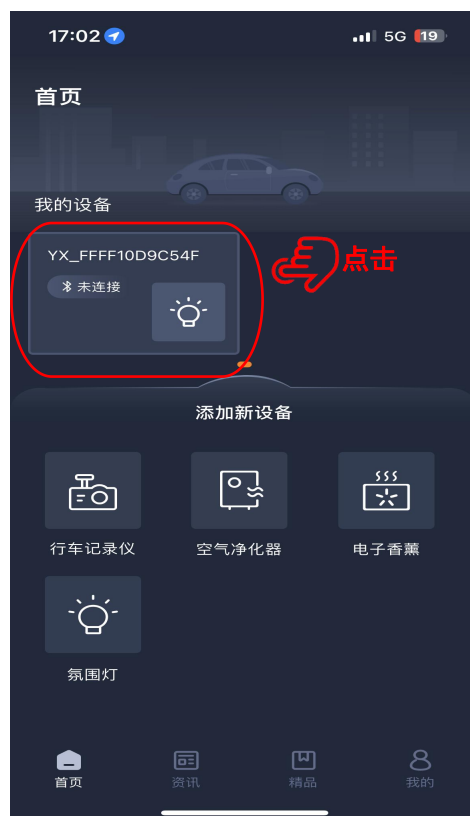 17:02 5G 19
首页
我的设备
YX_FFFF10D9C54F
未连接
点击
添加新设备
行车记录仪 空气净化器 电子香薰
氛围灯
首页 资讯 精品 我的